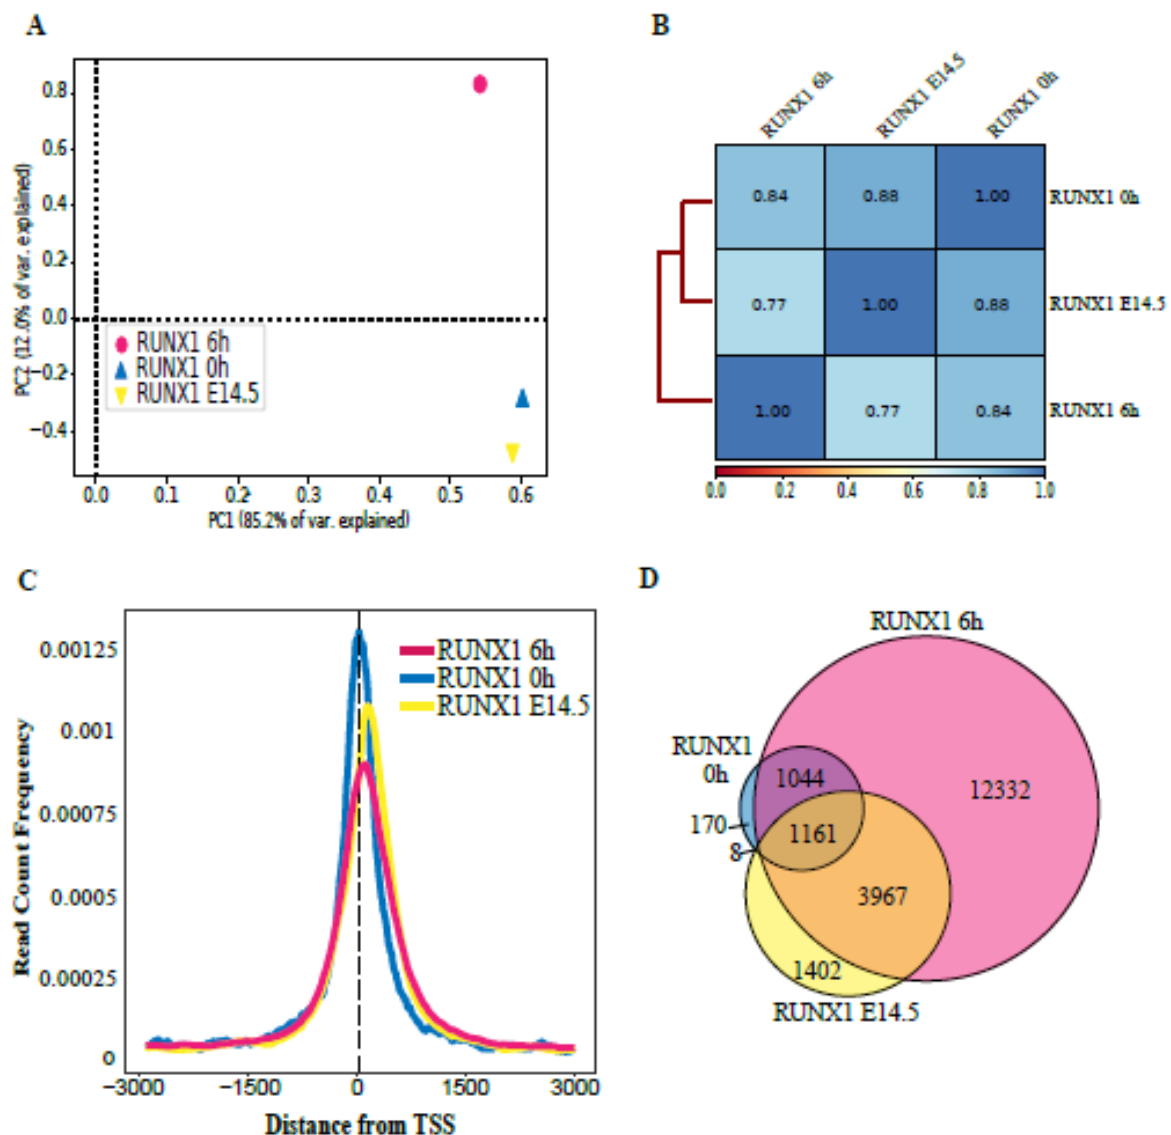 A
PC2 (12.0% of var. explained)
0.8
0.6
0.4
0.2
0.0
−0.2
−0.4
RUNX1 6h
RUNX1 0h
RUNX1 E14.5
0.0 0.1 0.2 0.3 0.4 0.5 0.6
PC1 (85.2% of var. explained)
B
RUNX1 6h
RUNX1 E14.5
RUNX1 0h
0.84 0.88 1.00 RUNX1 0h
0.77 1.00 0.88 RUNX1 E14.5
1.00 0.77 0.84 RUNX1 6h
0.0 0.2 0.4 0.6 0.8 1.0
C
Read Count Frequency
0.00125
0.001
0.00075
0.0005
0.00025
0
RUNX1 6h
RUNX1 0h
RUNX1 E14.5
−3000 −1500 0 1500 3000
Distance from TSS
D
RUNX1 6h
RUNX1
0h
1044
12332
170
1161
8
3967
1402
RUNX1 E14.5